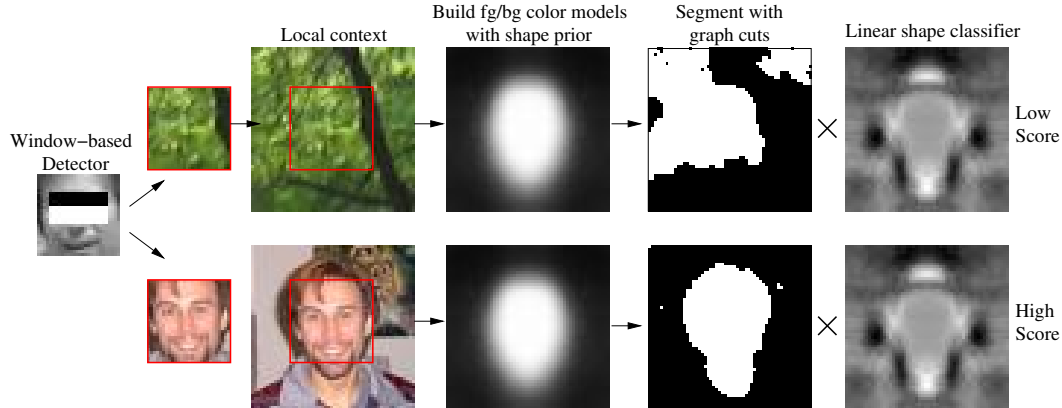 Build fg/bg color models
with shape prior
Segment with
graph cuts
Local context
Linear shape classifier
Window-based
Detector
Low
Score
High
Score